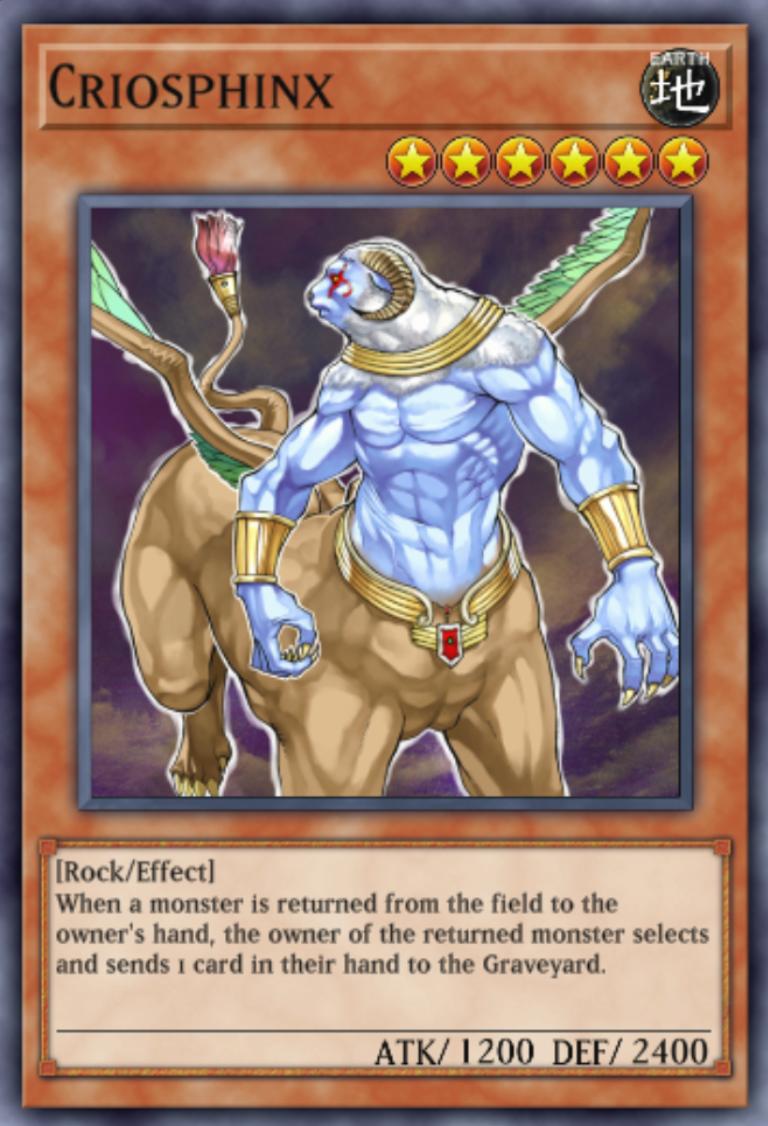 Criosphinx
EARTH
地
[Rock/Effect]
When a monster is returned from the field to the
owner's hand, the owner of the returned monster selects
and sends 1 card in their hand to the Graveyard.
ATK/ 1200 DEF/ 2400